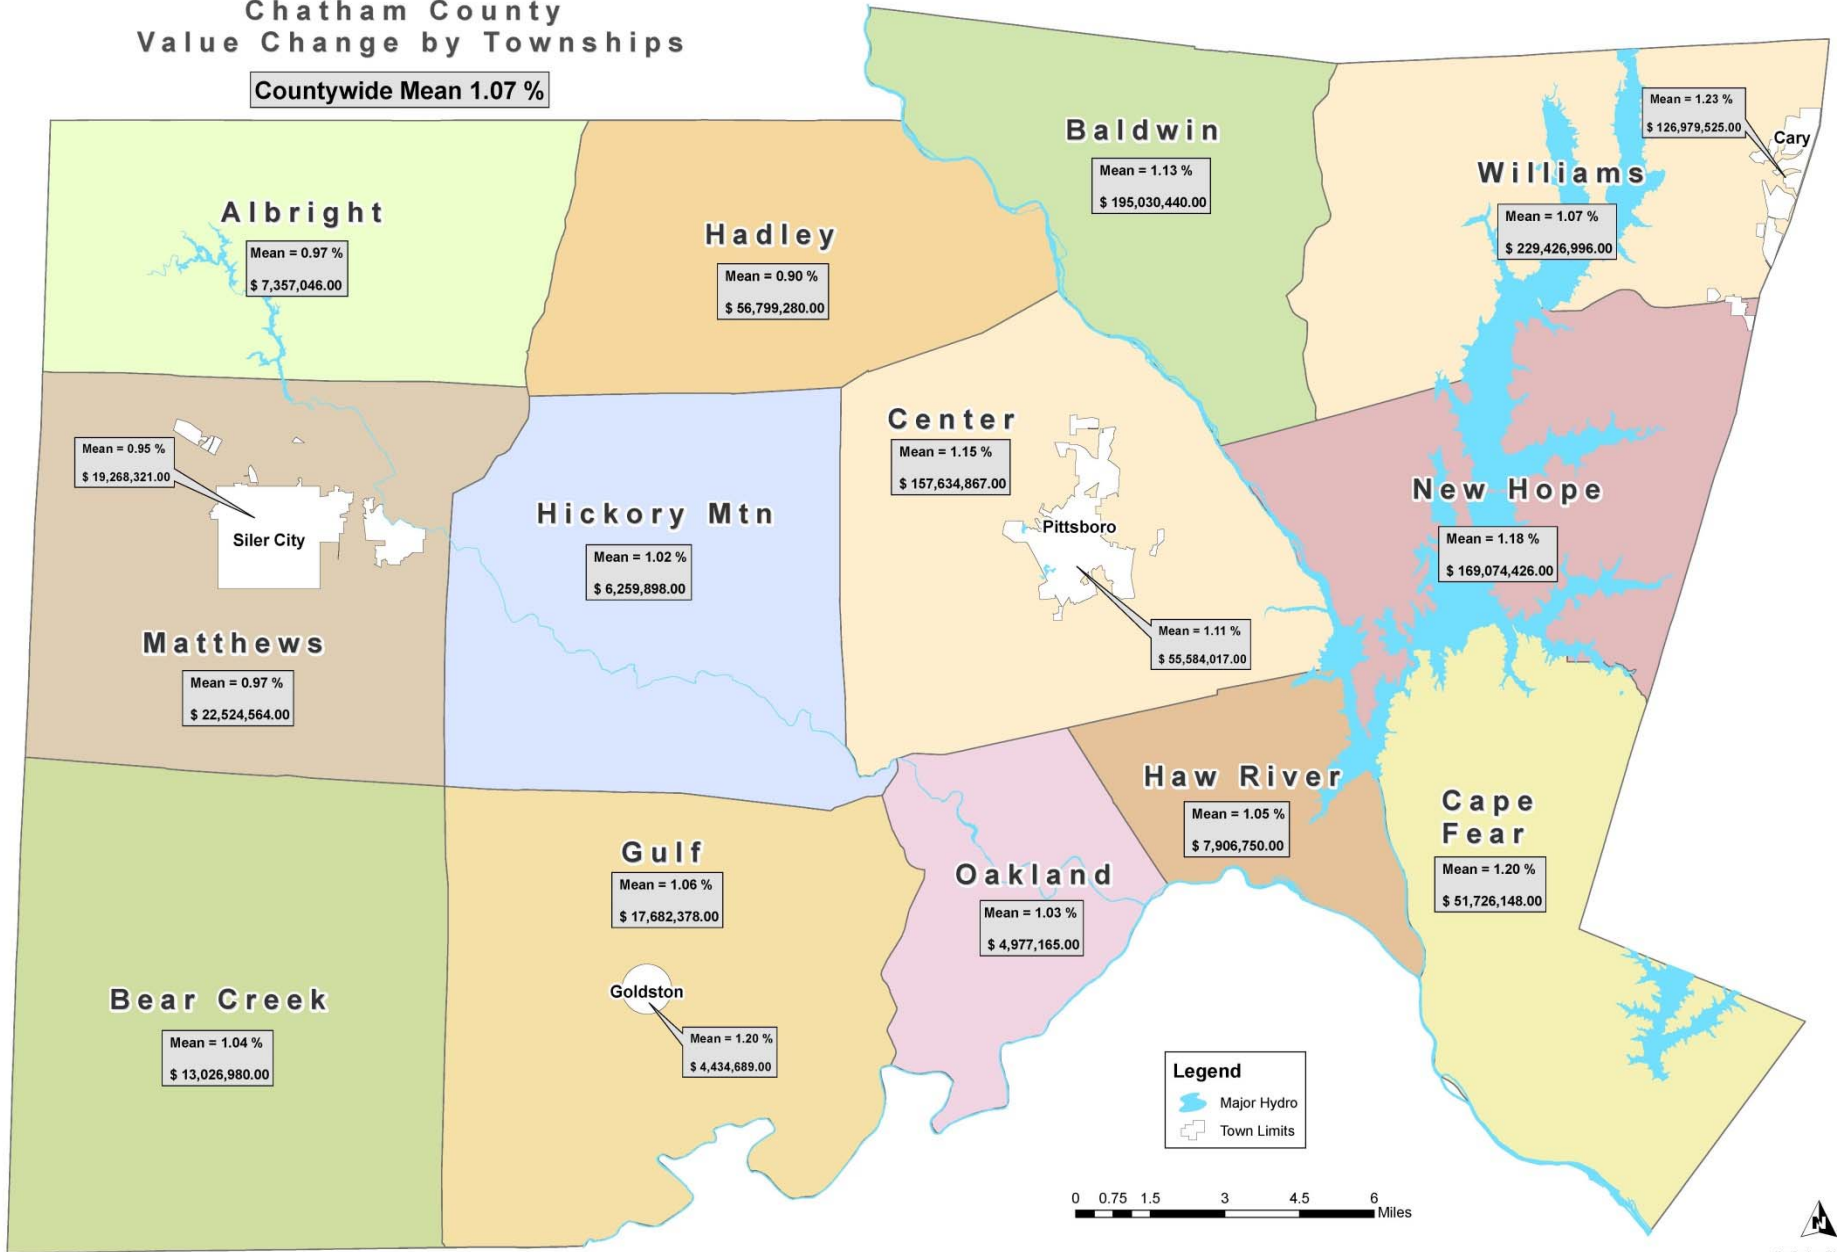 Chatham County
Value Change by Townships
Countywide Mean 1.07 %
Baldwin
Mean = 1.13 %
$ 195,030,440.00
Mean = 1.23 %
$ 126,979,525.00
Cary
Williams
Mean = 1.07 %
$ 229,426,996.00
Albright
Mean = 0.97 %
$ 7,357,046.00
Hadley
Mean = 0.90 %
$ 56,799,280.00
Center
Mean = 1.15 %
$ 157,634,867.00
Mean = 0.95 %
$ 19,268,321.00
Siler City
Hickory Mtn
Mean = 1.02 %
$ 6,259,898.00
Pittsboro
Mean = 1.11 %
$ 55,584,017.00
New Hope
Mean = 1.18 %
$ 169,074,426.00
Matthews
Mean = 0.97 %
$ 22,524,564.00
Haw River
Mean = 1.05 %
$ 7,906,750.00
Cape
Fear
Mean = 1.20 %
$ 51,726,148.00
Gulf
Mean = 1.06 %
$ 17,682,378.00
Oakland
Mean = 1.03 %
$ 4,977,165.00
Bear Creek
Mean = 1.04 %
$ 13,026,980.00
Goldston
Mean = 1.20 %
$ 4,434,689.00
Legend
Major Hydro
Town Limits
0 0.75 1.5 3 4.5 6
Miles
N